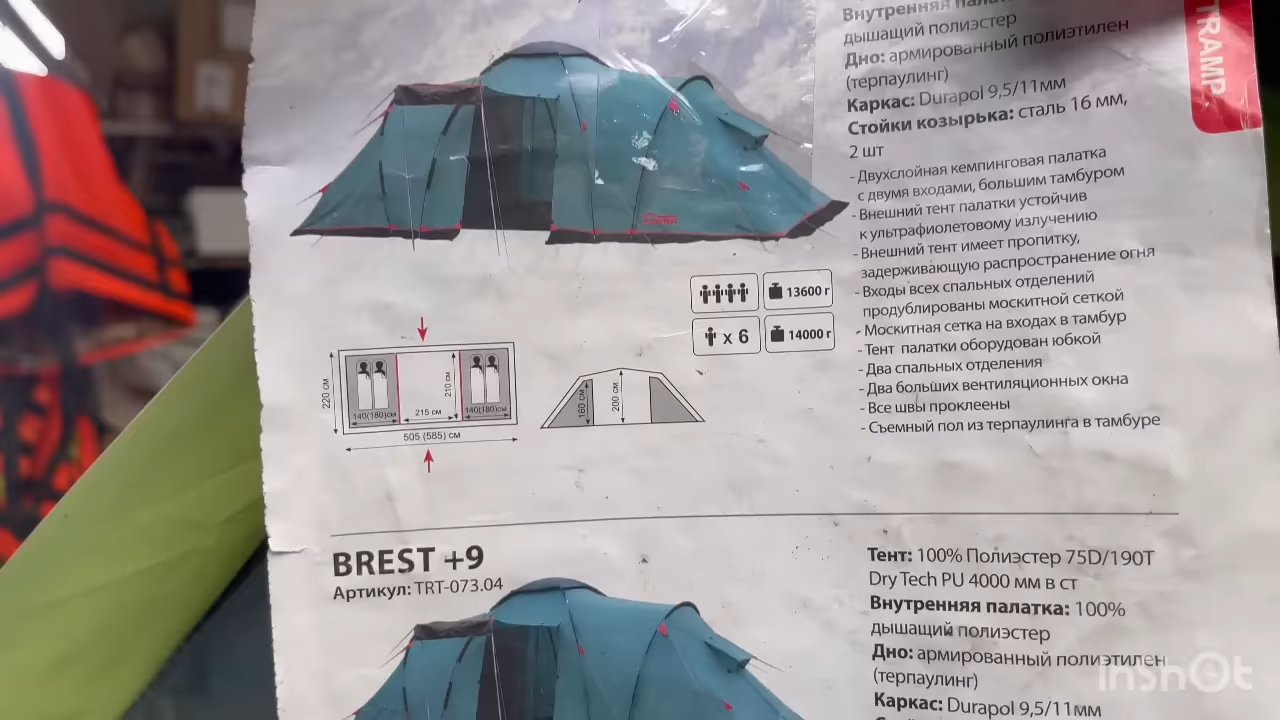 Внутренняя
дышащий полиэстер
Дно: армированный полиэтилен
(терпаулинг)
Каркас: Durapol 9,5/11мм
Стойки козырька: сталь 16 мм,
2 шт
- Двухслойная кемпинговая палатка
с двумя входами, большим тамбуром
- Внешний тент палатки устойчив
к ультрафиолетовому излучению
- Внешний тент имеет пропитку,
задерживающую распространение огня
- Входы всех спальных отделений
продублированы москитной сеткой
- Москитная сетка на входах в тамбур
- Тент палатки оборудован юбкой
- Два спальных отделения
- Два больших вентиляционных окна
- Все швы проклеены
- Съемный пол из терпаулинга в тамбуре
TRAMP
13600 г
x 6
14000 г
220 см
140(180)см
215 см
210 см
140(180)см
505 (585) см
160 см
200 см
BREST +9
Артикул: TRT-073.04
Тент: 100% Полиэстер 75D/190T
Dry Tech PU 4000 мм в ст
Внутренняя палатка: 100%
дышащий полиэстер
Дно: армированный полиэтилен
(терпаулинг)
Каркас: Durapol 9,5/11мм
InShOt